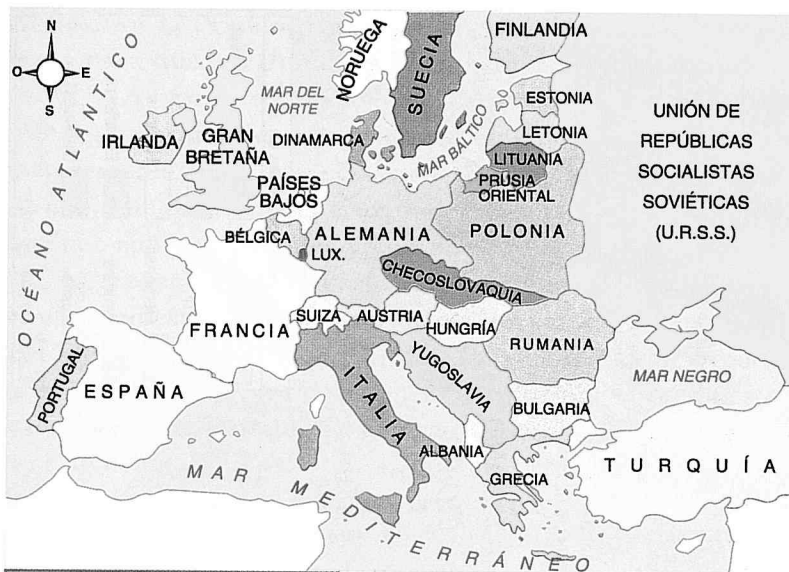 N
O E
S
OCÉANO ATLÁNTICO
NORUEGA
SUECIA
FINLANDIA
MAR DEL
NORTE
ESTONIA
LETONIA
UNIÓN DE
REPÚBLICAS
SOCIALISTAS
SOVIÉTICAS
(U.R.S.S.)
IRLANDA
GRAN
BRETAÑA
DINAMARCA
MAR BÁLTICO
LITUANIA
PRUSIA
ORIENTAL
PAÍSES
BAJOS
BÉLGICA
ALEMANIA
POLONIA
LUX.
CHECOSLOVAQUIA
FRANCIA
SUIZA
AUSTRIA
HUNGRÍA
RUMANIA
YUGOSLAVIA
MAR NEGRO
PORTUGAL
ESPAÑA
ITALIA
BULGARIA
ALBANIA
GRECIA
TURQUÍA
MAR MEDITERRÁNEO